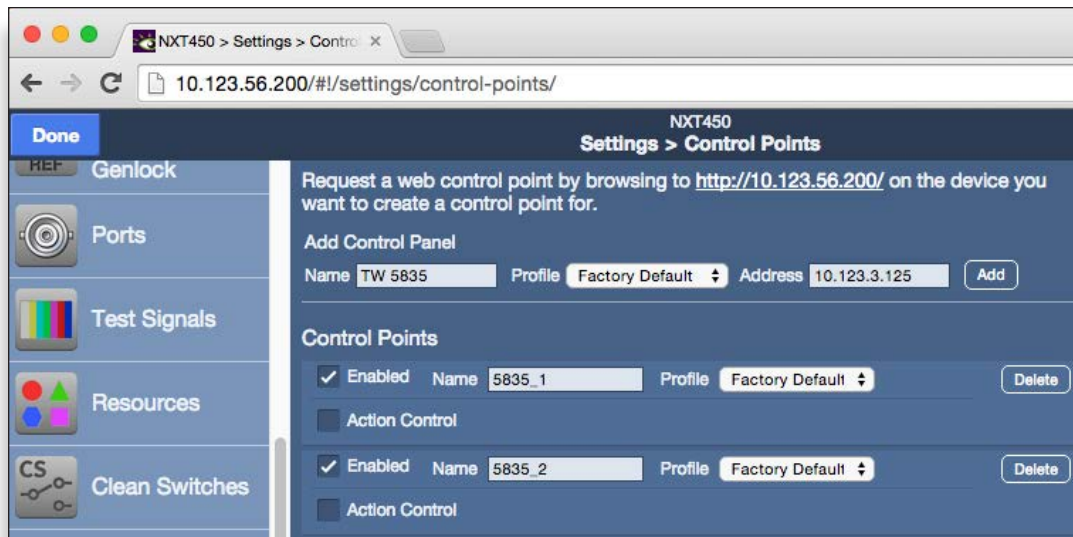 NXT450 > Settings > Contro
10.123.56.200/#!/settings/control-points/
Done
NXT450
Settings > Control Points
REF
Genlock
Ports
Test Signals
Resources
CS
Clean Switches
Request a web control point by browsing to http://10.123.56.200/ on the device you
want to create a control point for.
Add Control Panel
Name TW 5835 Profile Factory Default Address 10.123.3.125 Add
Control Points
Enabled Name 5835_1 Profile Factory Default Delete
Action Control
Enabled Name 5835_2 Profile Factory Default Delete
Action Control